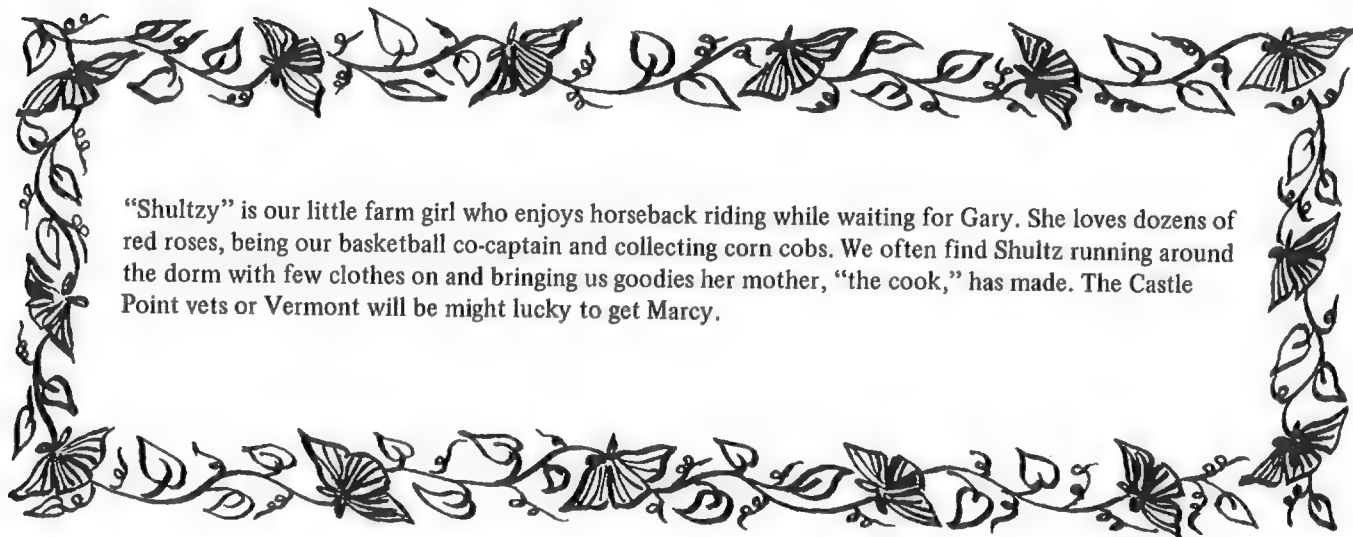 “Shultzy” is our little farm girl who enjoys horseback riding while waiting for Gary. She loves dozens of
red roses, being our basketball co-captain and collecting corn cobs. We often find Shultz running around
the dorm with few clothes on and bringing us goodies her mother, “the cook,” has made. The Castle
Point vets or Vermont will be might lucky to get Marcy.